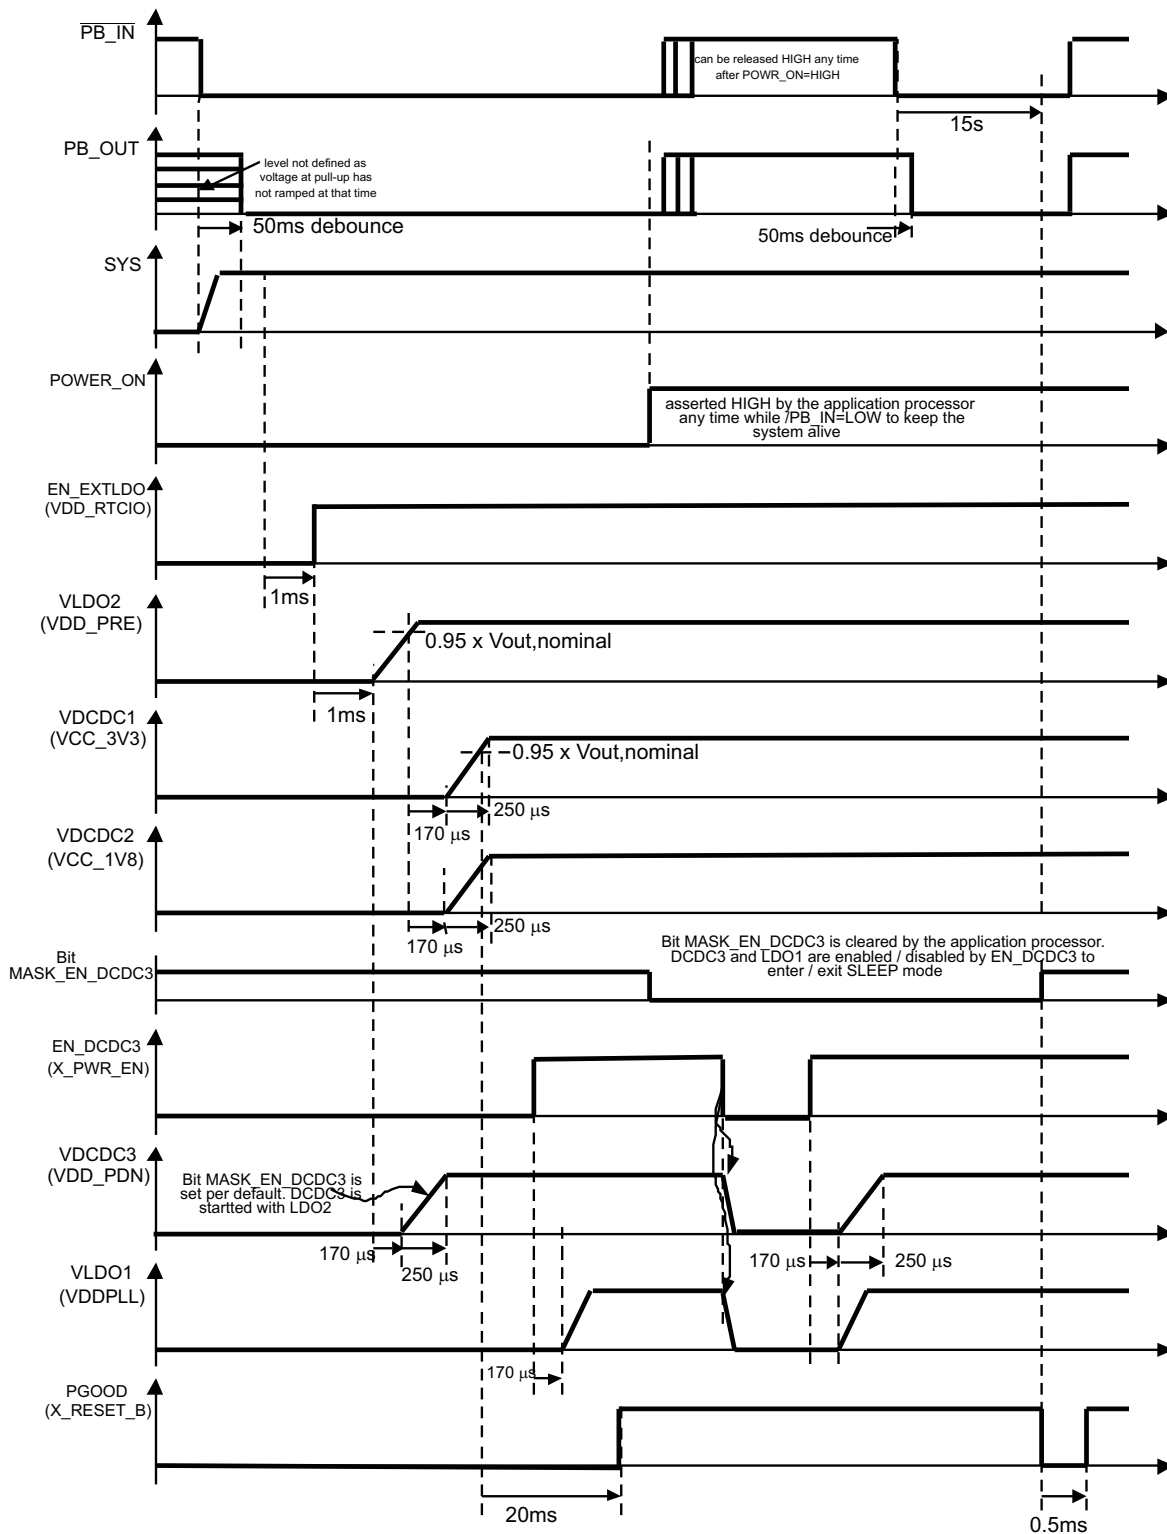 PB_IN
can be released HIGH any time
after POWR_ON=HIGH
15s
PB_OUT
level not defined as
voltage at pull-up has
not ramped at that time
50ms debounce
50ms debounce
SYS
POWER_ON
asserted HIGH by the application processor
any time while /PB_IN=LOW to keep the
system alive
EN_EXTLDO
(VDD_RTCIO)
1ms
VLDO2
(VDD_PRE)
0.95 x Vout,nominal
1ms
VDCDC1
(VCC_3V3)
0.95 x Vout,nominal
170 μs
250 μs
VDCDC2
(VCC_1V8)
170 μs
250 μs
Bit
MASK_EN_DCDC3
Bit MASK_EN_DCDC3 is cleared by the application processor.
DCDC3 and LDO1 are enabled / disabled by EN_DCDC3 to
enter / exit SLEEP mode
EN_DCDC3
(X_PWR_EN)
VDCDC3
(VDD_PDN)
Bit MASK_EN_DCDC3 is
set per default. DCDC3 is
startted with LDO2
170 μs
250 μs
170 μs
250 μs
VLDO1
(VDDPLL)
170 μs
PGOOD
(X_RESET_B)
20ms
0.5ms